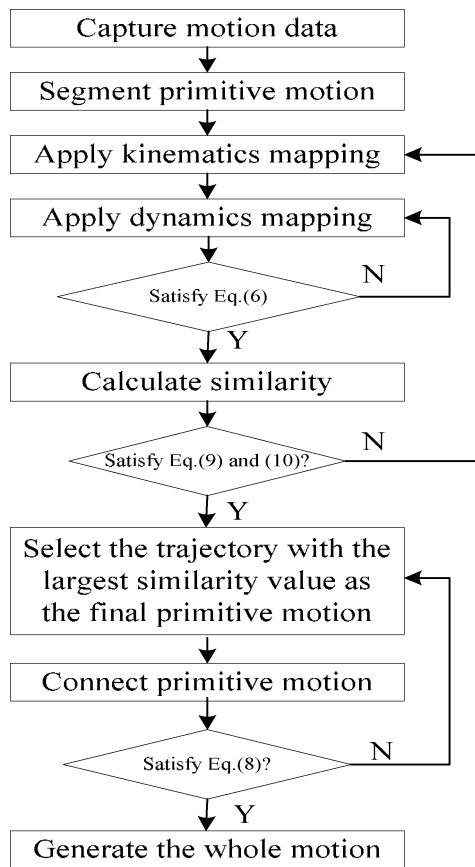 Capture motion data
Segment primitive motion
Apply kinematics mapping
Apply dynamics mapping
Satisfy Eq.(6)
N
Y
Calculate similarity
Satisfy Eq.(9) and (10)?
N
Y
Select the trajectory with the
largest similarity value as
the final primitive motion
Connect primitive motion
Satisfy Eq.(8)?
N
Y
Generate the whole motion